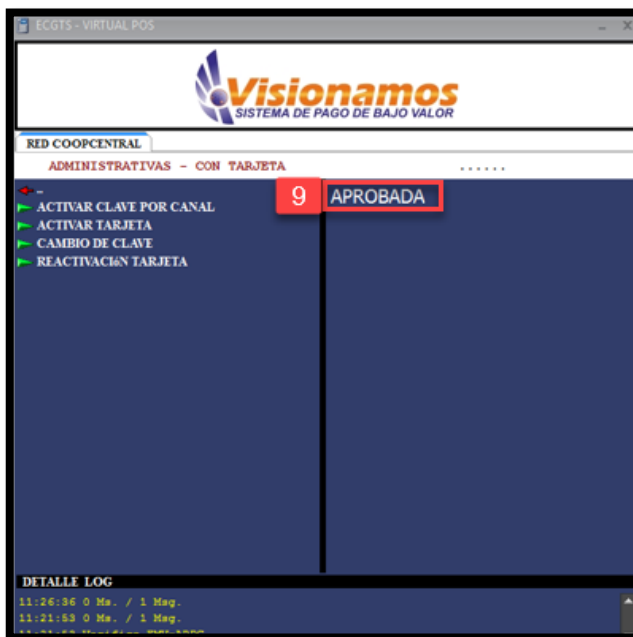 ECGTS - VIRTUAL POS
Visionamos
SISTEMA DE PAGO DE BAJO VALOR
RED COOPCENTRAL
ADMINISTRATIVAS - CON TARJETA ......
..
9 APROBADA
ACTIVAR CLAVE POR CANAL
ACTIVAR TARJETA
CAMBIO DE CLAVE
REACTIVACIóN TARJETA
DETALLE LOG
11:26:36 0 Ms. / 1 Msg.
11:21:53 0 Ms. / 1 Msg.